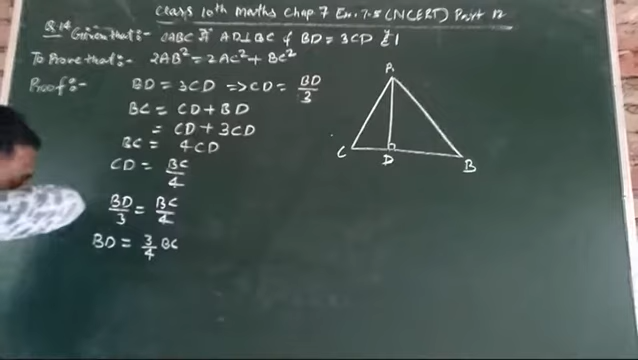 Class 10th Maths Chap 7 Ex. 7.5 (NCERT) Part 12
Q.14 Given that:- △ABC में AD⊥BC & BD = 3CD है।
To Prove that:- 2AB² = 2AC² + BC²
Proof:- BD = 3CD => CD = BD/3
BC = CD + BD
= CD + 3CD
BC = 4CD
CD = BC/4
BD/3 = BC/4
BD = 3/4 BC
A
C
D
B